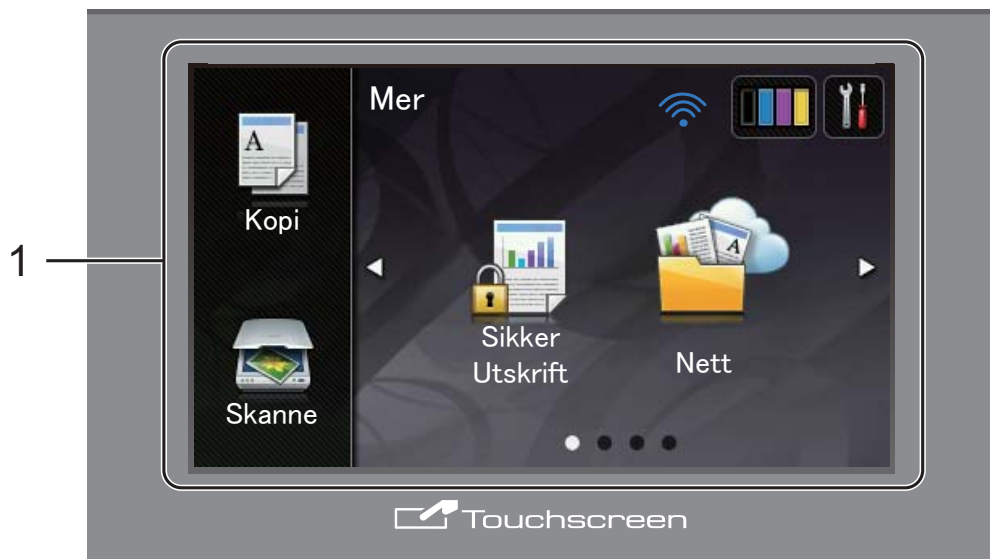 1
Mer
Kopi
Skanne
Sikker
Utskrift
Nett
A
A
Touchscreen